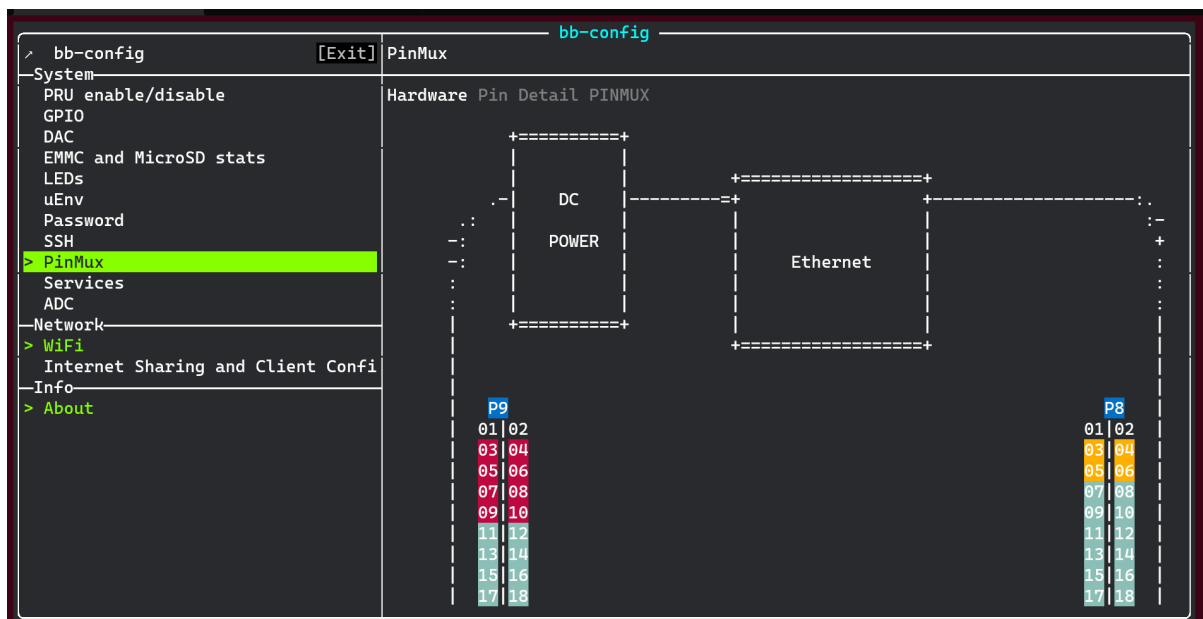 bb-config
bb-config [Exit]
PinMux
System
PRU enable/disable
Hardware Pin Detail PINMUX
GPIO
DAC
EMMC and MicroSD stats
LEDs
uEnv
DC
Password
SSH
POWER
> PinMux
Ethernet
Services
ADC
Network
> WiFi
Internet Sharing and Client Confi
Info
> About
P9
P8
01|02
01|02
03|04
03|04
05|06
05|06
07|08
07|08
09|10
09|10
11|12
11|12
13|14
13|14
15|16
15|16
17|18
17|18